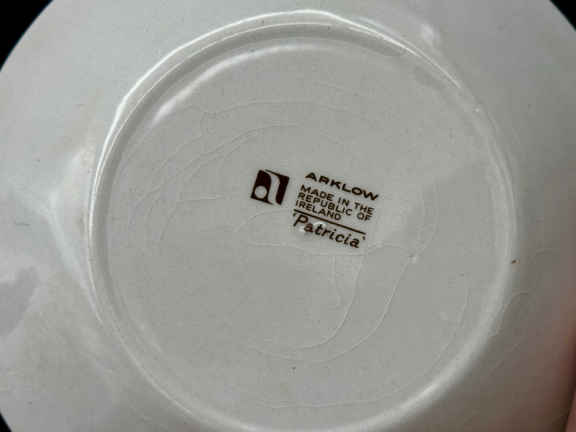 ARKLOW
MADE IN THE
REPUBLIC OF
IRELAND
'Patricia'